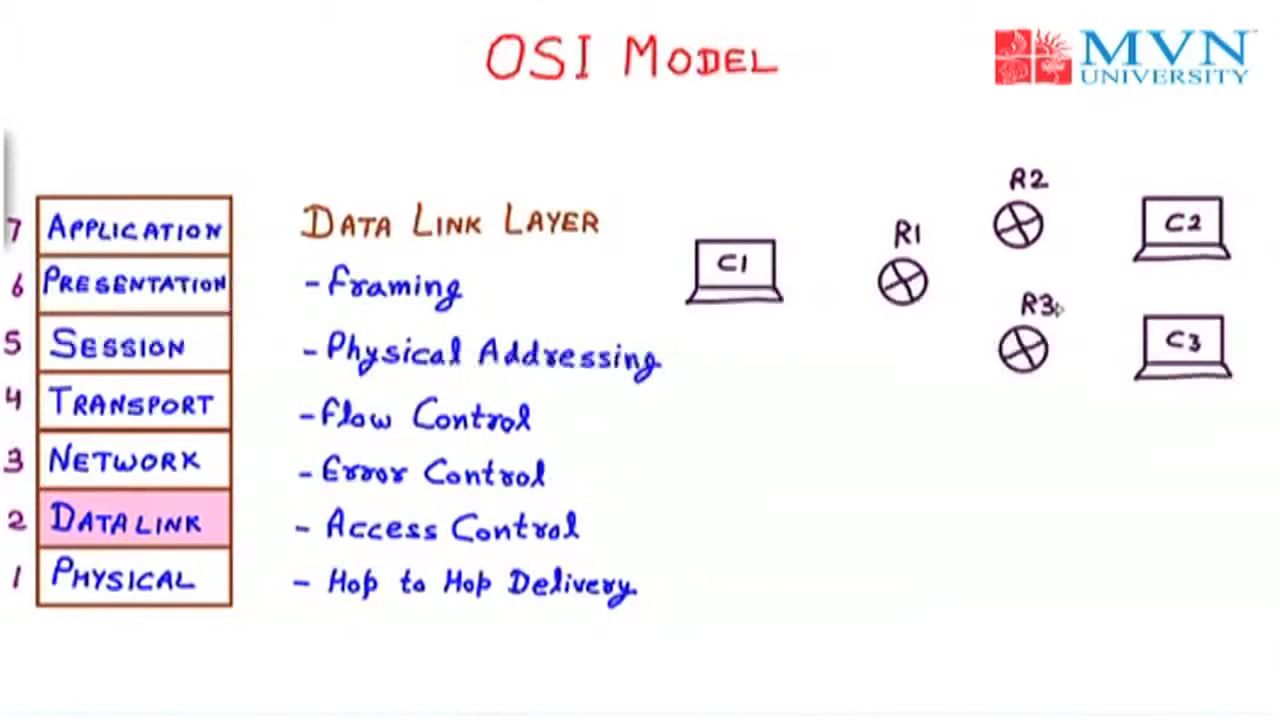 OSI MODEL
MVN
UNIVERSITY
7 APPLICATION
6 PRESENTATION
5 SESSION
4 TRANSPORT
3 NETWORK
2 DATA LINK
1 PHYSICAL
DATA LINK LAYER
- Framing
- Physical Addressing
- Flow Control
- Error Control
- Access Control
- Hop to Hop Delivery
C1
R1
R2
C2
R3
C3